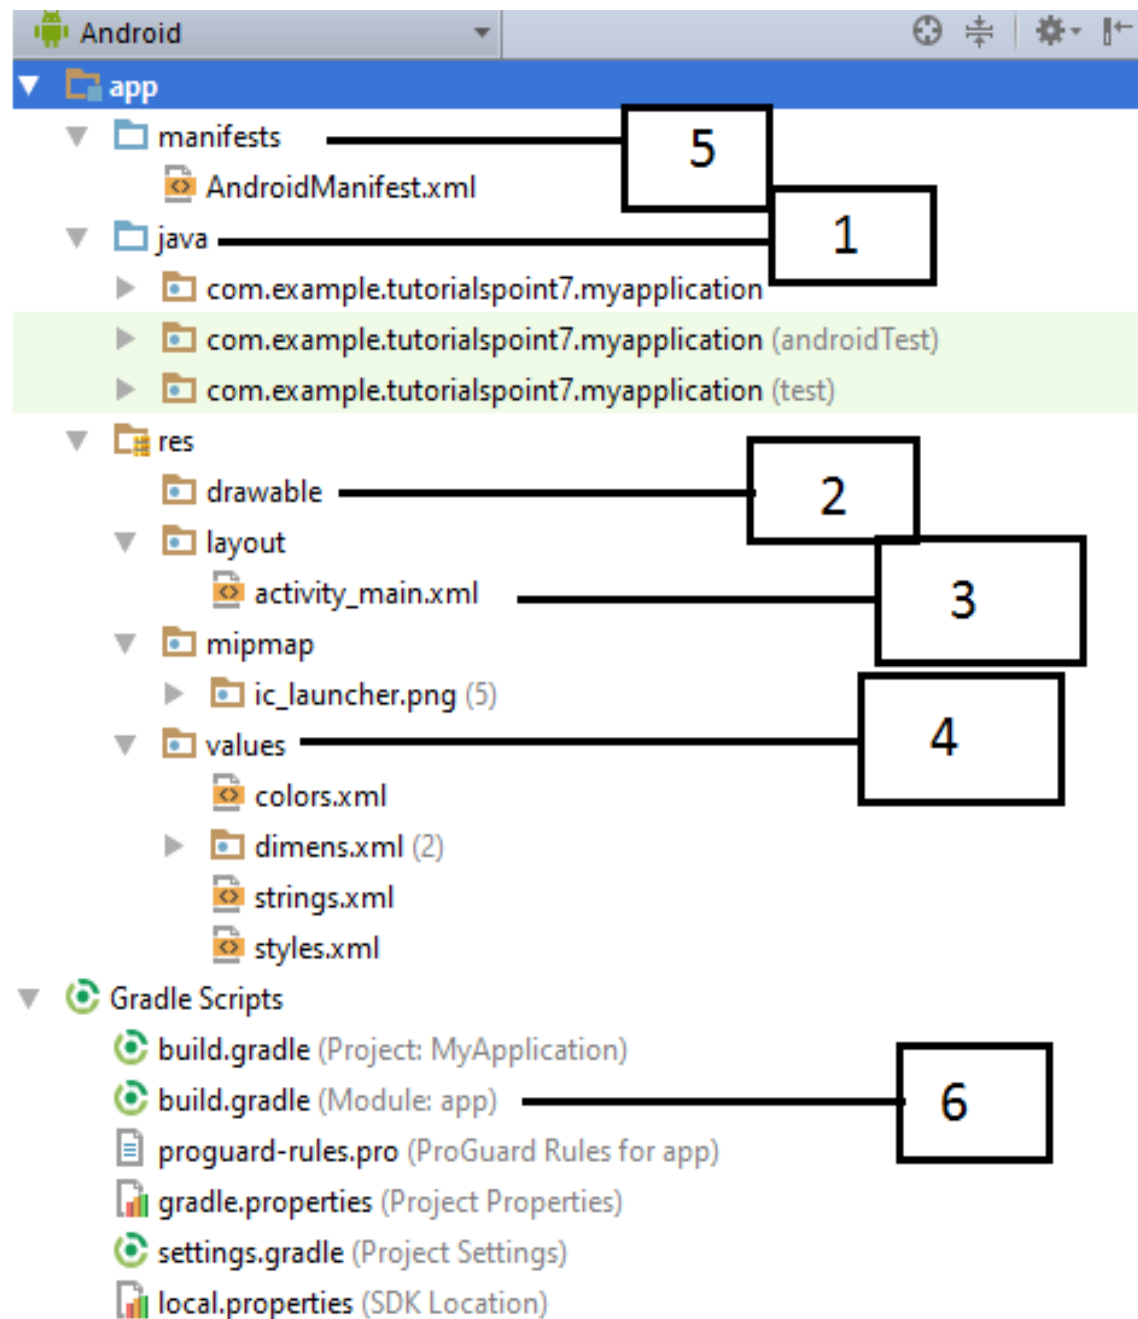 Android
app
manifests
5
AndroidManifest.xml
java
1
com.example.tutorialspoint7.myapplication
com.example.tutorialspoint7.myapplication (androidTest)
com.example.tutorialspoint7.myapplication (test)
res
drawable
2
layout
activity_main.xml
3
mipmap
ic_launcher.png (5)
values
4
colors.xml
dimens.xml (2)
strings.xml
styles.xml
Gradle Scripts
build.gradle (Project: MyApplication)
build.gradle (Module: app)
6
proguard-rules.pro (ProGuard Rules for app)
gradle.properties (Project Properties)
settings.gradle (Project Settings)
local.properties (SDK Location)